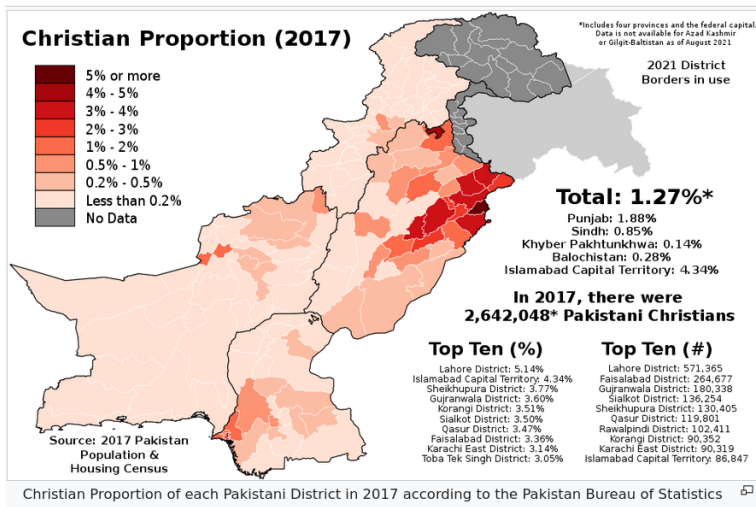 Christian Proportion (2017)
*Includes four provinces and the federal capital.
Data is not available for Azad Kashmir
or Gilgit-Baltistan as of August 2021
2021 District
Borders in use
5% or more
4% - 5%
3% - 4%
2% - 3%
1% - 2%
0.5% - 1%
0.2% - 0.5%
Less than 0.2%
No Data
Total: 1.27%*
Punjab: 1.88%
Sindh: 0.85%
Khyber Pakhtunkhwa: 0.14%
Balochistan: 0.28%
Islamabad Capital Territory: 4.34%
In 2017, there were
2,642,048* Pakistani Christians
Top Ten (%)
Lahore District: 5.14%
Islamabad Capital Territory: 4.34%
Sheikhupura District: 3.77%
Gujranwala District: 3.60%
Korangi District: 3.51%
Sialkot District: 3.50%
Qasur District: 3.47%
Faisalabad District: 3.36%
Karachi East District: 3.14%
Toba Tek Singh District: 3.05%
Top Ten (#)
Lahore District: 571,365
Faisalabad District: 264,677
Gujranwala District: 180,338
Sialkot District: 136,254
Sheikhupura District: 130,405
Qasur District: 119,801
Rawalpindi District: 102,411
Korangi District: 90,352
Karachi East District: 90,319
Islamabad Capital Territory: 86,847
Source: 2017 Pakistan
Population &
Housing Census
Christian Proportion of each Pakistani District in 2017 according to the Pakistan Bureau of Statistics